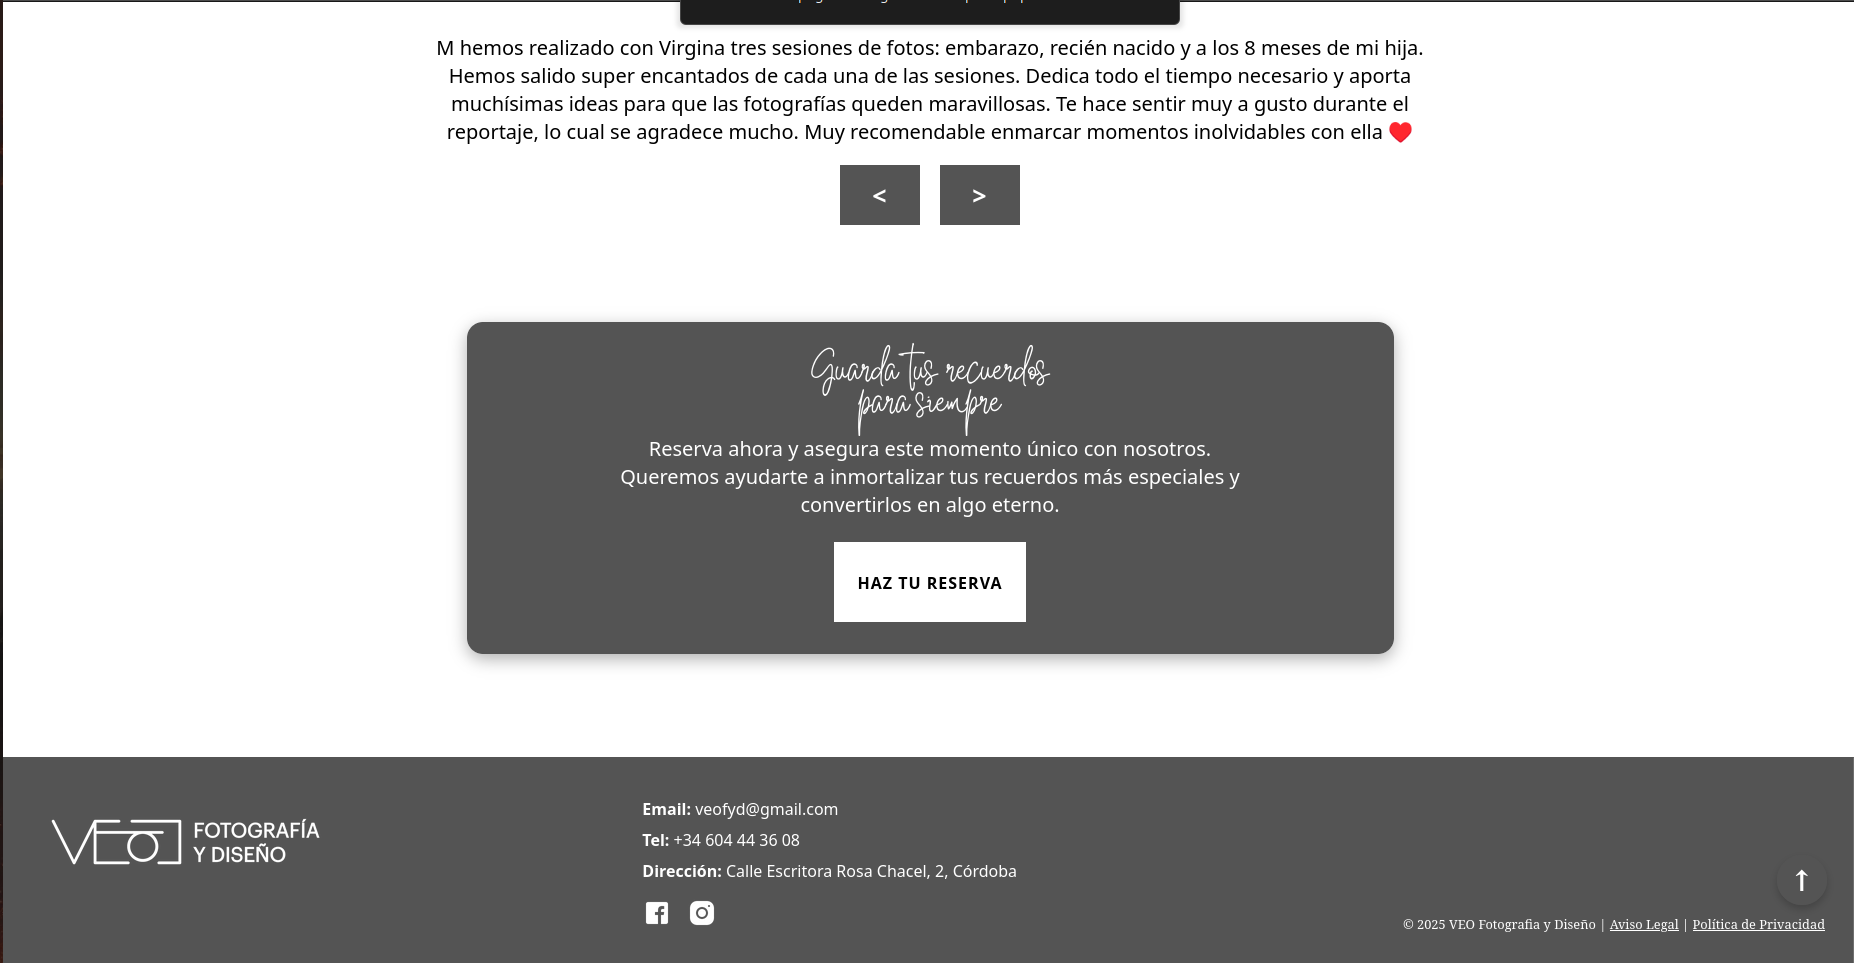 M hemos realizado con Virgina tres sesiones de fotos: embarazo, recién nacido y a los 8 meses de mi hija.
Hemos salido super encantados de cada una de las sesiones. Dedica todo el tiempo necesario y aporta
muchísimas ideas para que las fotografías queden maravillosas. Te hace sentir muy a gusto durante el
reportaje, lo cual se agradece mucho. Muy recomendable enmarcar momentos inolvidables con ella ❤️
< >
Guarda tus recuerdos
para siempre
Reserva ahora y asegura este momento único con nosotros.
Queremos ayudarte a inmortalizar tus recuerdos más especiales y
convertirlos en algo eterno.
HAZ TU RESERVA
VEO FOTOGRAFÍA
Y DISEÑO
Email: veofyd@gmail.com
Tel: +34 604 44 36 08
Dirección: Calle Escritora Rosa Chacel, 2, Córdoba
↑
© 2025 VEO Fotografia y Diseño | Aviso Legal | Política de Privacidad